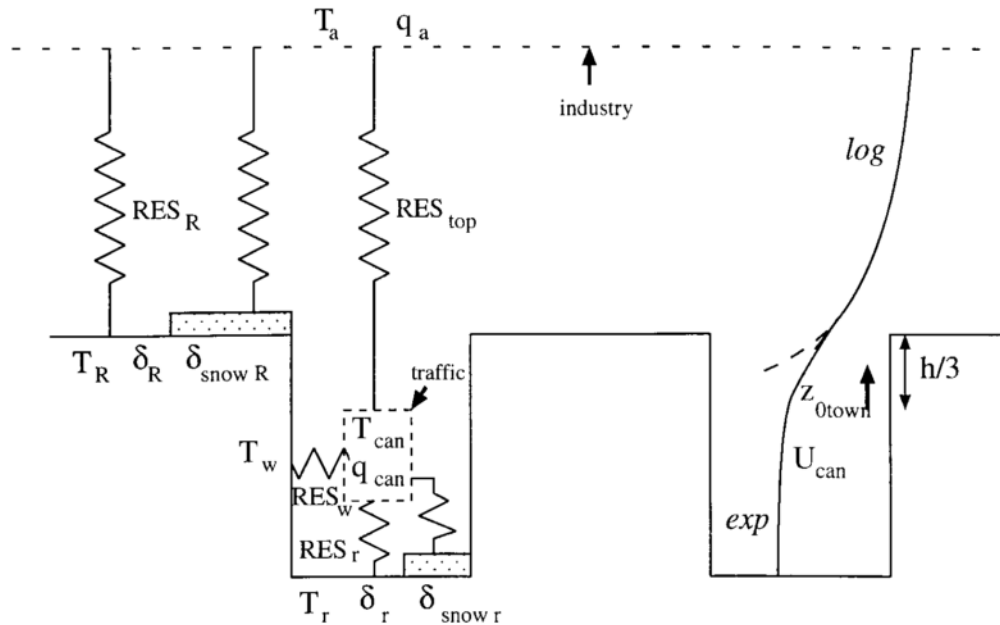 T_a q_a
industry
log
RES_R RES_top
T_R δ_R δ_snow R
traffic
h/3
z_0town
T_can
T_w q_can U_can
RES_w
exp
RES_r
T_r δ_r δ_snow r